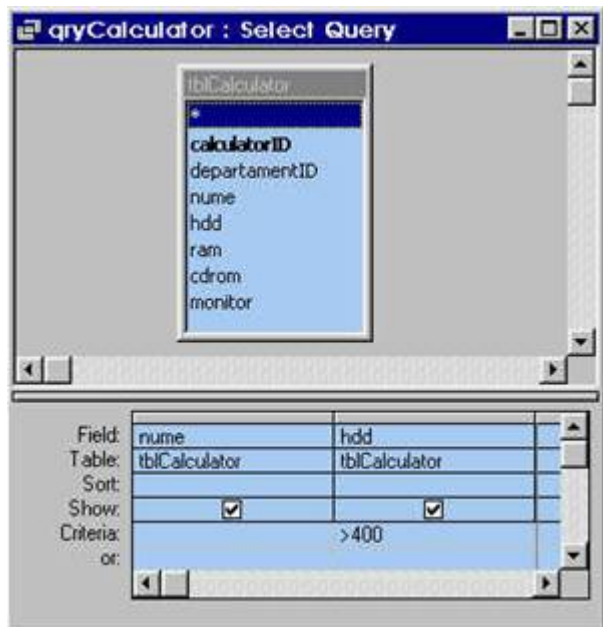 qryCalculator : Select Query
tblCalculator
*
calculatorID
departamentID
nume
hdd
ram
cdrom
monitor
Field: nume hdd
Table: tblCalculator tblCalculator
Sort:
Show:
Criteria: >400
or: